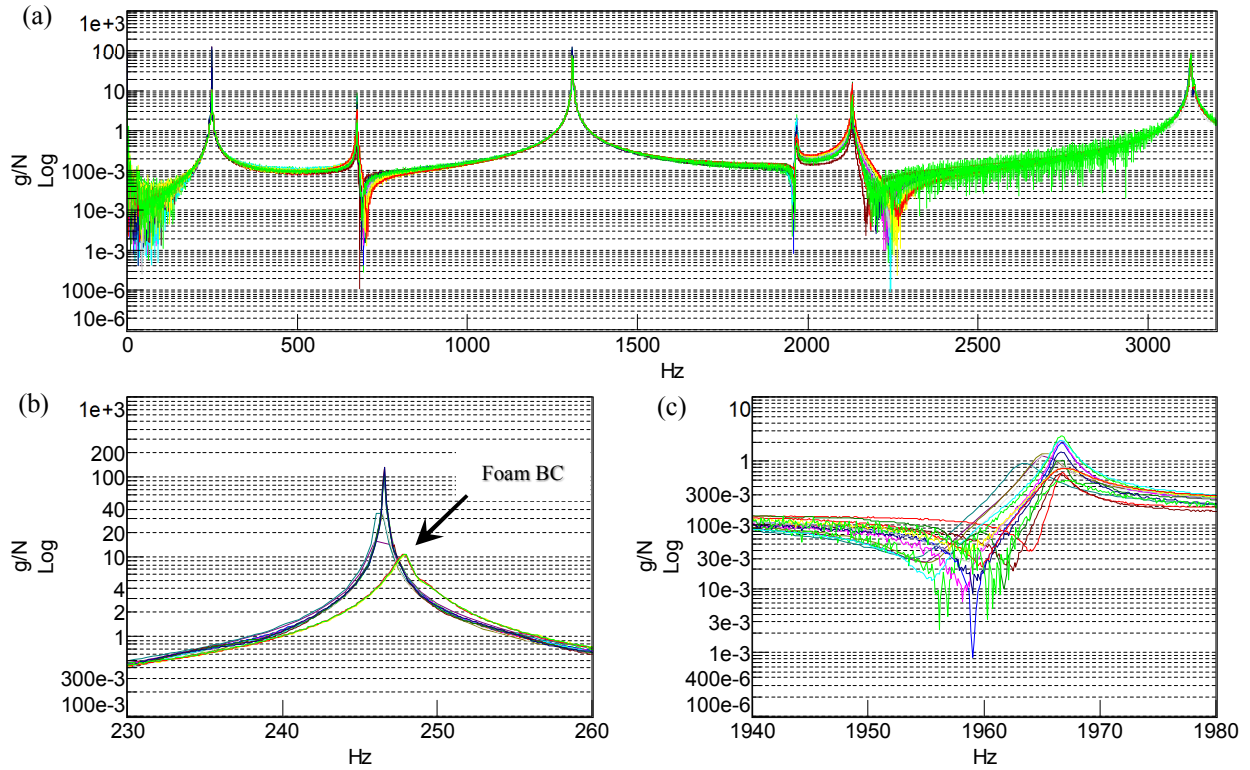 (a)
1e+3
100
10
1
100e-3
10e-3
1e-3
100e-6
10e-6
g/N
Log
0
500
1000
1500
2000
2500
3000
Hz
(b)
1e+3
200
100
40
20
10
4
2
1
300e-3
100e-3
g/N
Log
Foam BC
230
240
250
260
Hz
(c)
10
1
300e-3
100e-3
30e-3
10e-3
3e-3
1e-3
400e-6
100e-6
g/N
Log
1940
1950
1960
1970
1980
Hz